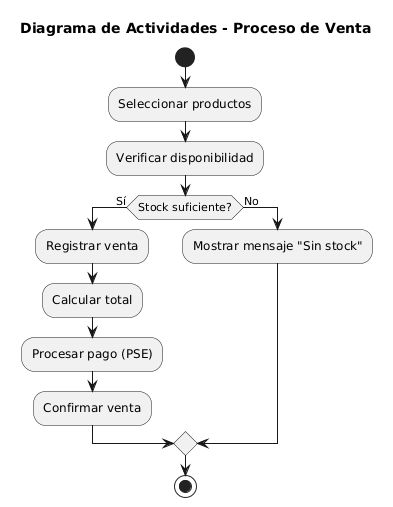 Diagrama de Actividades - Proceso de Venta
Seleccionar productos
Verificar disponibilidad
Sí
Stock suficiente?
No
Registrar venta
Mostrar mensaje "Sin stock"
Calcular total
Procesar pago (PSE)
Confirmar venta